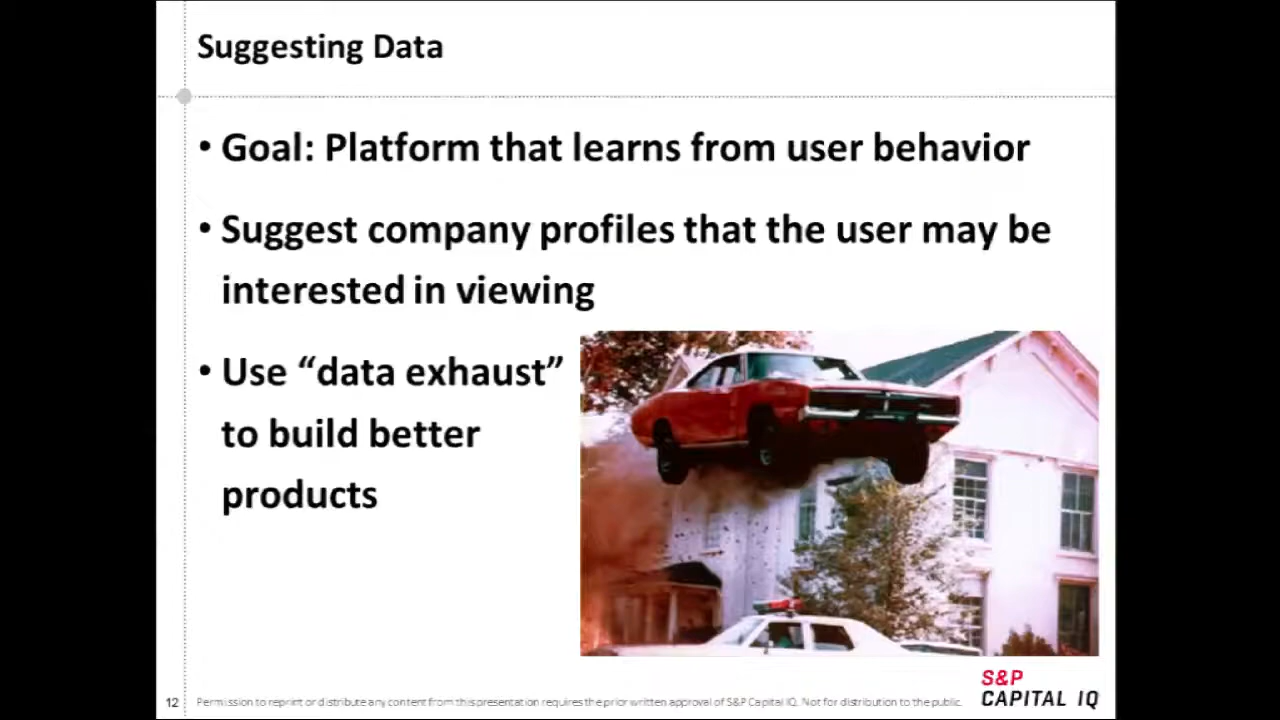 Suggesting Data
• Goal: Platform that learns from user behavior
• Suggest company profiles that the user may be
interested in viewing
• Use “data exhaust”
to build better
products
12 Permission to reprint or distribute any content from this presentation requires the prior written approval of S&P Capital IQ. Not for distribution to the public.
S&P
CAPITAL IQ